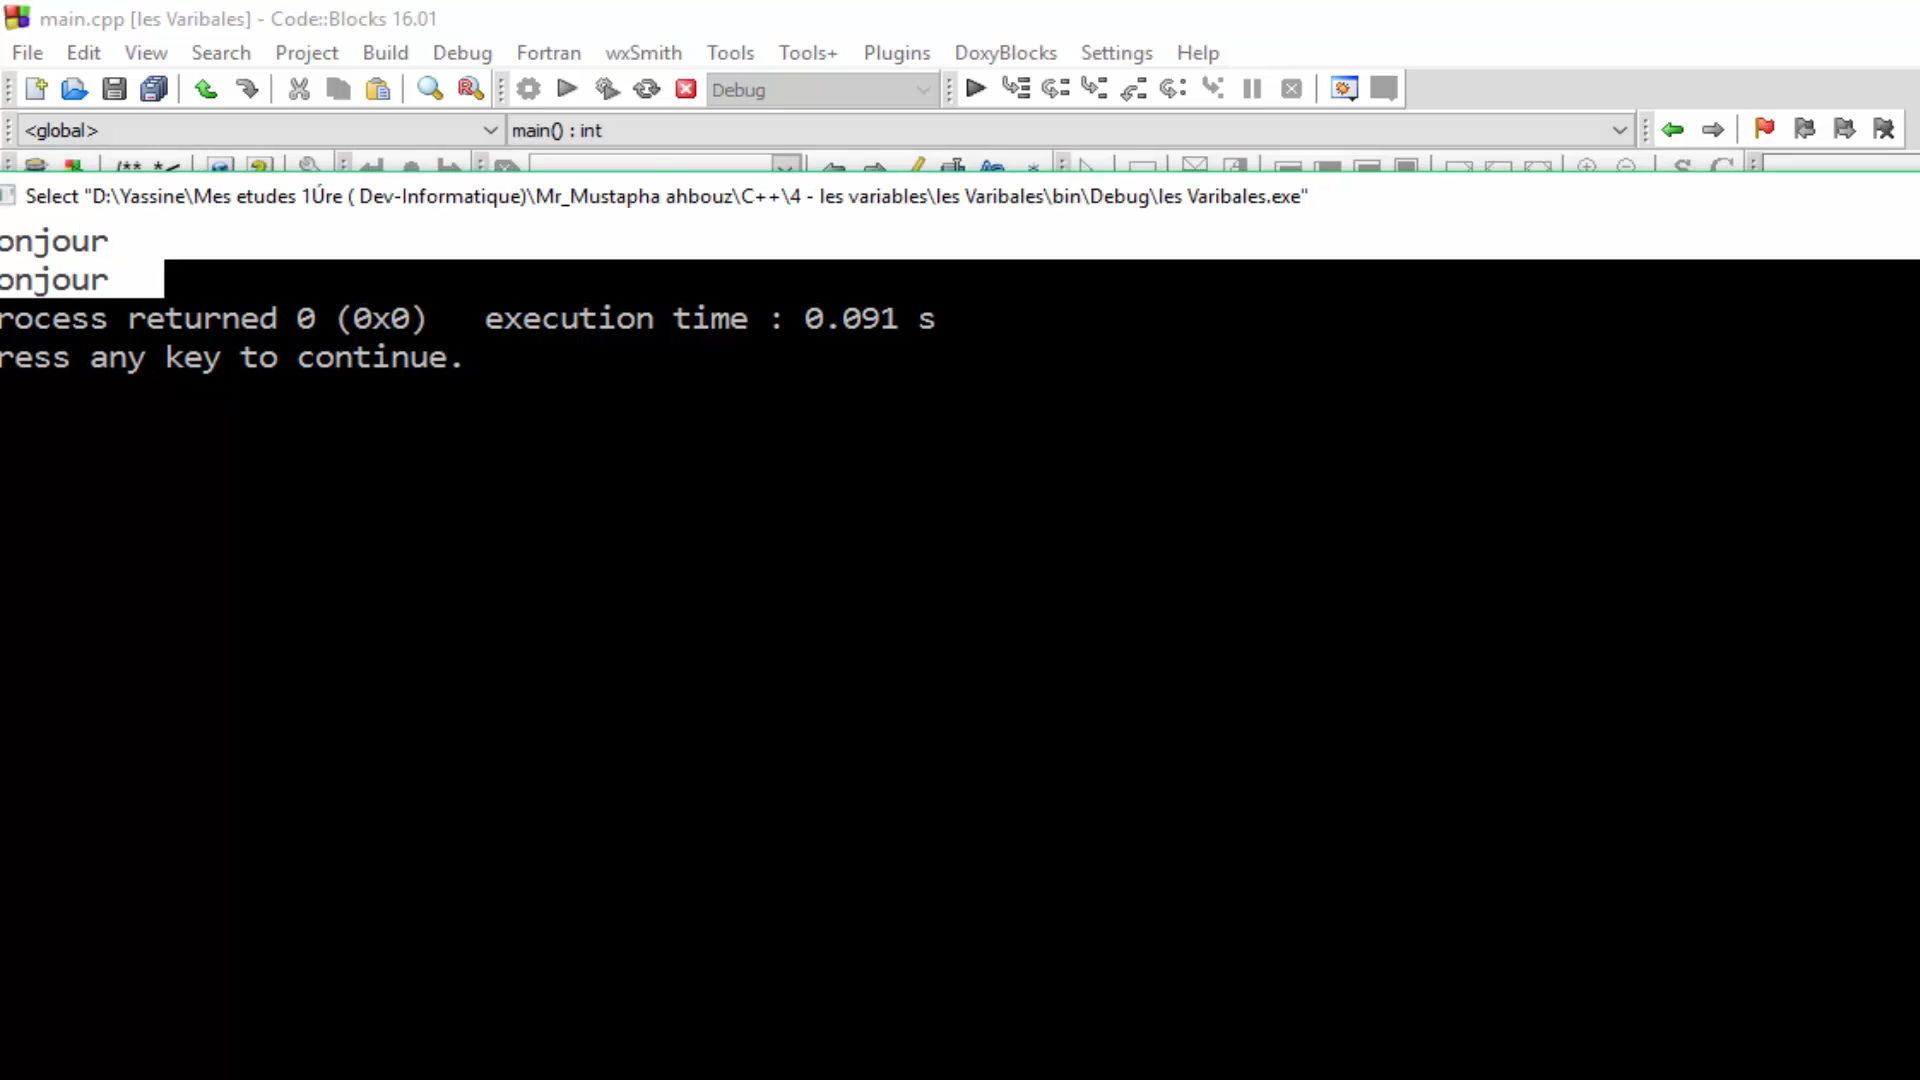 main.cpp [les Varibales] - Code::Blocks 16.01
File Edit View Search Project Build Debug Fortran wxSmith Tools Tools+ Plugins DoxyBlocks Settings Help
Debug
<global> main() : int
Select "D:\Yassine\Mes etudes 1Úre ( Dev-Informatique)\Mr_Mustapha ahbouz\C++\4 - les variables\les Varibales\bin\Debug\les Varibales.exe"
onjour
onjour
rocess returned 0 (0x0) execution time : 0.091 s
ress any key to continue.